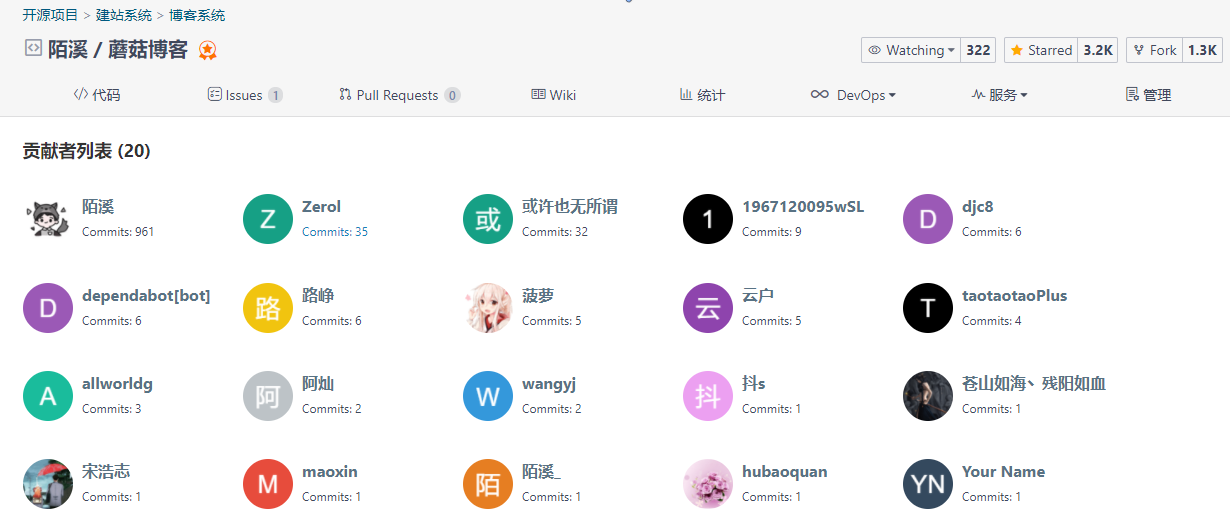 开源项目 > 建站系统 > 博客系统
陌溪 / 蘑菇博客
Watching 322 Starred 3.2K Fork 1.3K
代码 Issues 1 Pull Requests 0 Wiki 统计 DevOps 服务 管理
贡献者列表 (20)
陌溪 Zerol 或许也无所谓 1967120095wSL djc8
Z 或 1 D
Commits: 961 Commits: 35 Commits: 32 Commits: 9 Commits: 6
dependabot[bot] 路峥 菠萝 云户 taotaotaoPlus
D 路 云 T
Commits: 6 Commits: 6 Commits: 5 Commits: 5 Commits: 4
allworldg 阿灿 wangyj 抖s 苍山如海丶残阳如血
A 阿 W 抖
Commits: 3 Commits: 2 Commits: 2 Commits: 1 Commits: 1
宋浩志 maoxin 陌溪_ hubaoquan Your Name
M 陌 YN
Commits: 1 Commits: 1 Commits: 1 Commits: 1 Commits: 1